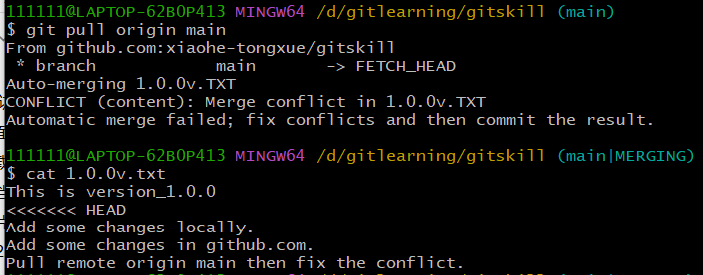 111111@LAPTOP-62B0P413 MINGW64 /d/gitlearning/gitskill (main)
$ git pull origin main
From github.com:xiaohe-tongxue/gitskill
 * branch            main       -> FETCH_HEAD
Auto-merging 1.0.0v.TXT
CONFLICT (content): Merge conflict in 1.0.0v.TXT
Automatic merge failed; fix conflicts and then commit the result.
111111@LAPTOP-62B0P413 MINGW64 /d/gitlearning/gitskill (main|MERGING)
$ cat 1.0.0v.txt
This is version_1.0.0
<<<<<<< HEAD
Add some changes locally.
Add some changes in github.com.
Pull remote origin main then fix the conflict.